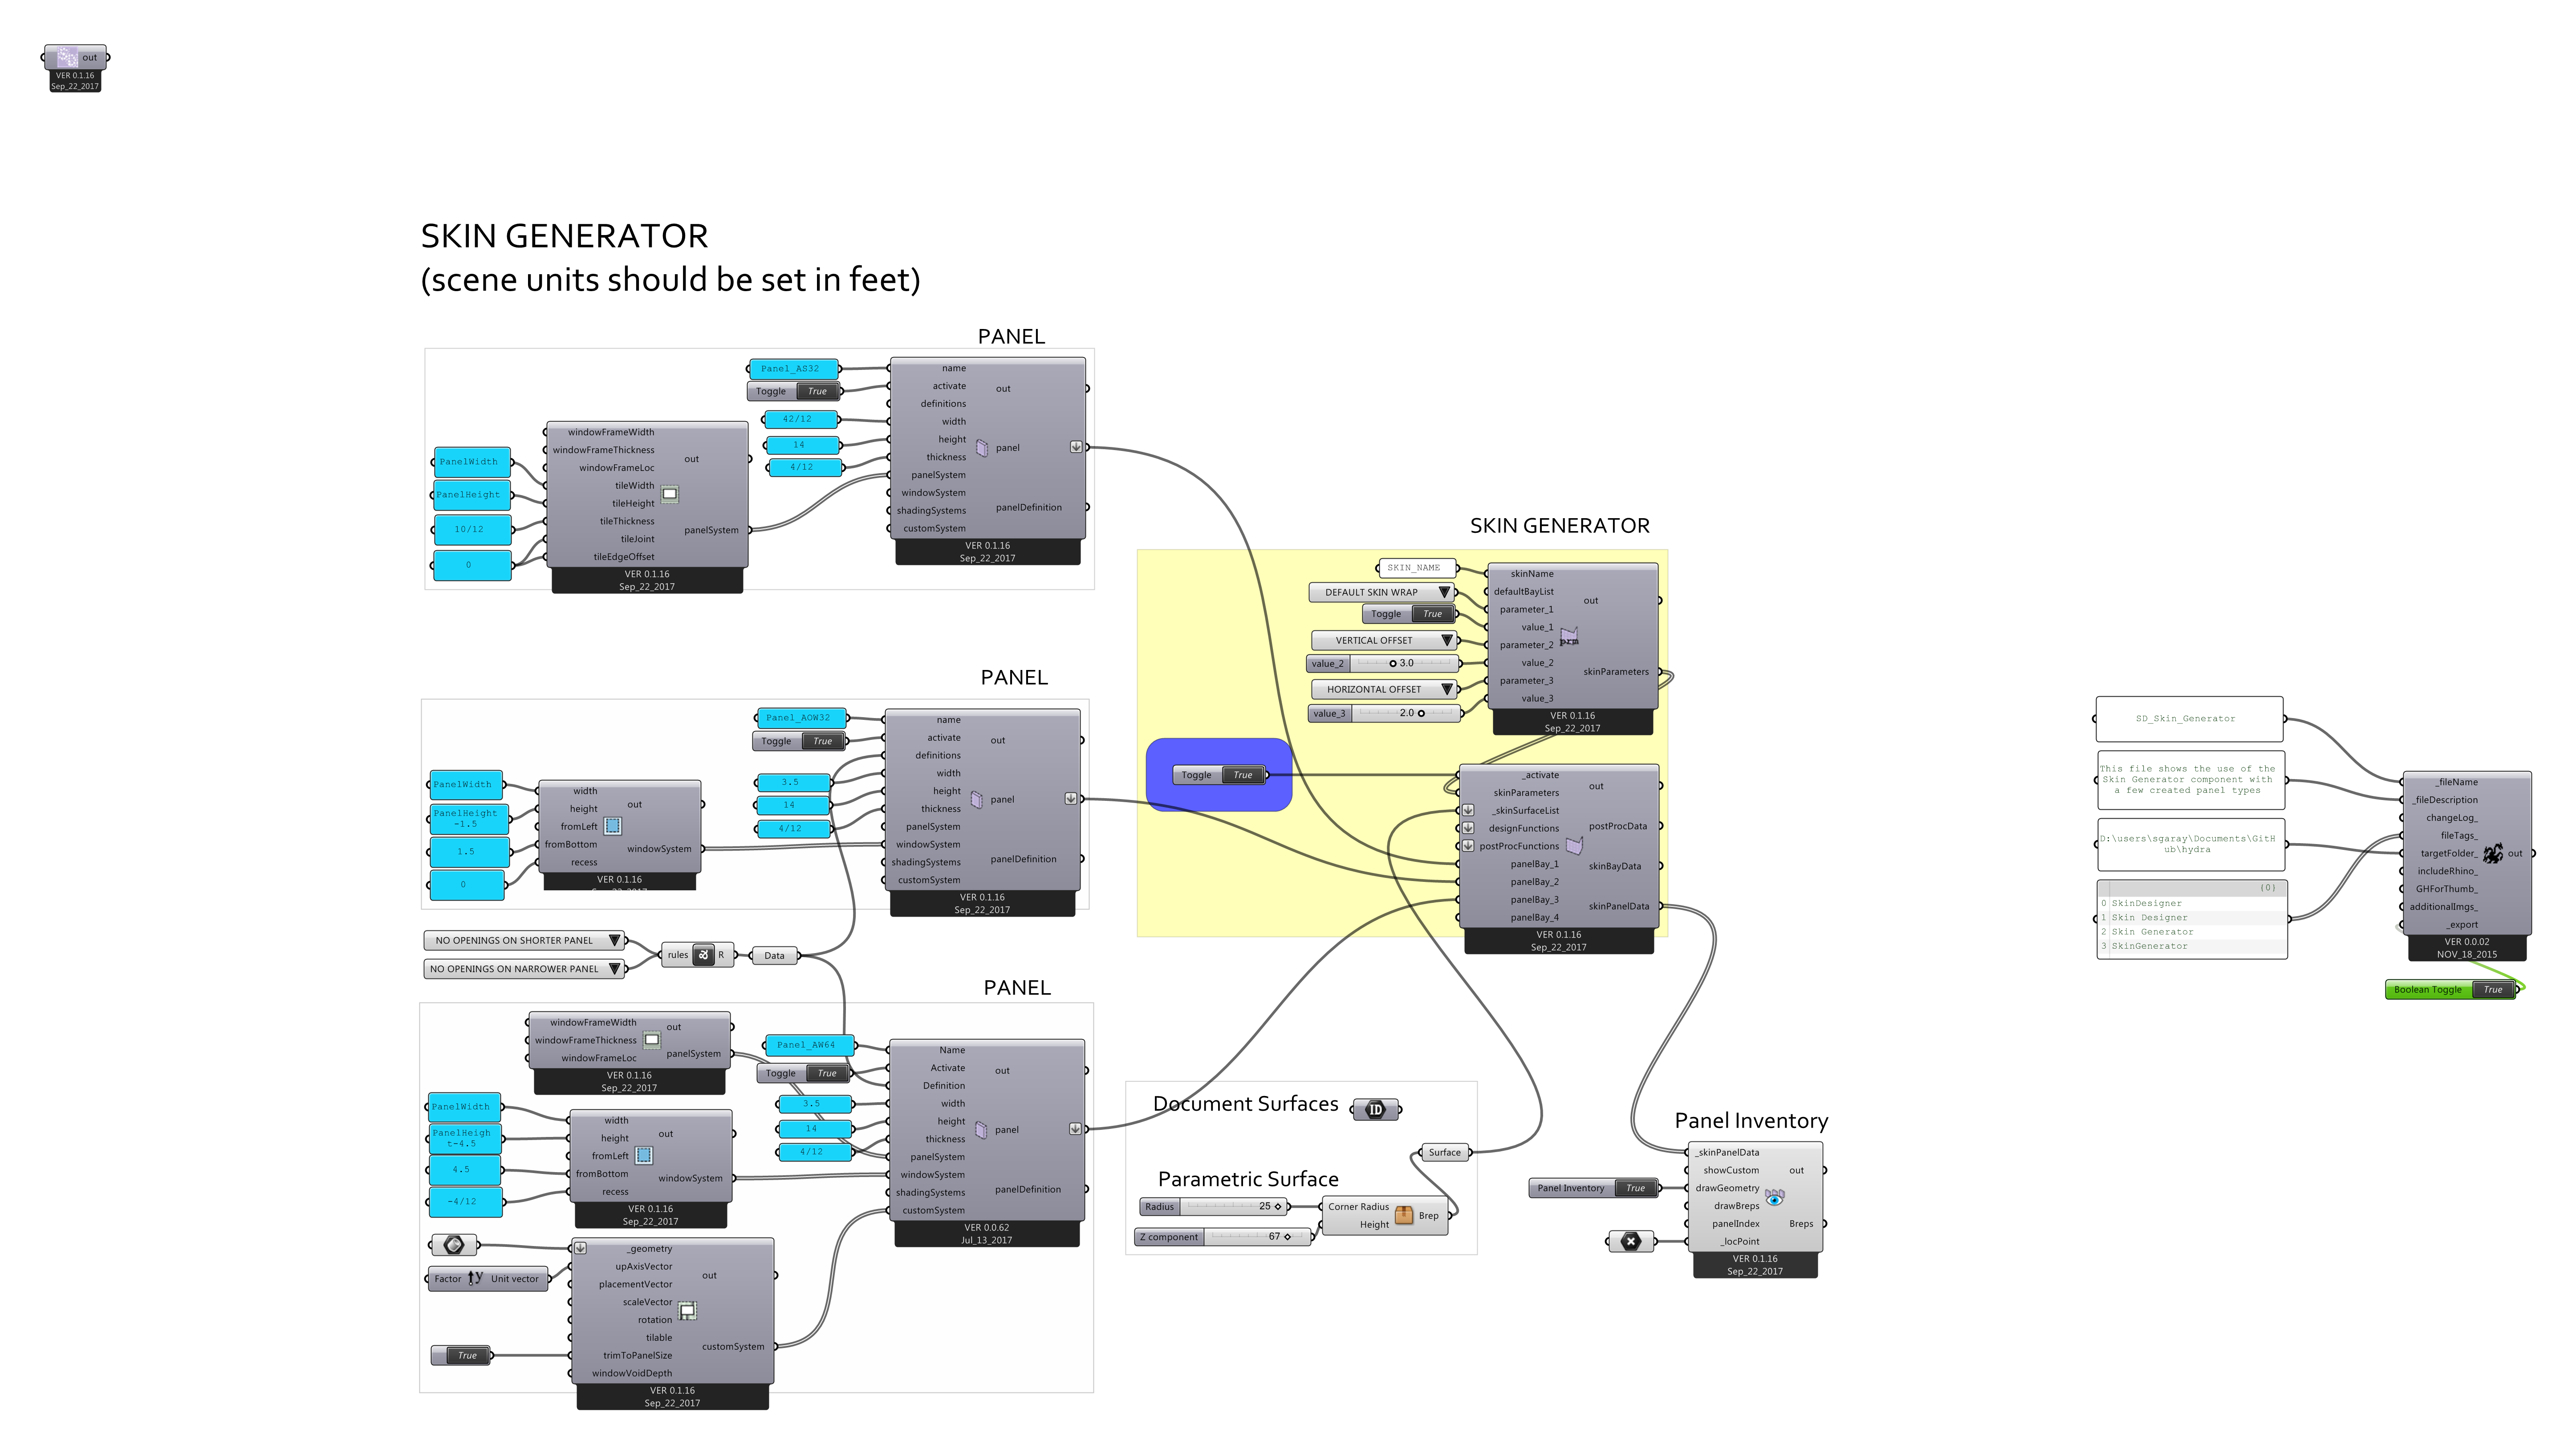 out
VER 0.1.16
Sep_22_2017
SKIN GENERATOR
(scene units should be set in feet)
PANEL
PanelWidth
PanelHeight
10/12
0
windowFrameWidth
windowFrameThickness
windowFrameLoc
tileWidth
tileHeight
tileThickness
tileJoint
tileEdgeOffset
out
panelSystem
VER 0.1.16
Sep_22_2017
Panel_AS32
Toggle True
42/12
14
4/12
name
activate
definitions
width
height
thickness
panelSystem
windowSystem
shadingSystems
customSystem
out
panel
panelDefinition
VER 0.1.16
Sep_22_2017
PANEL
PanelWidth
PanelHeight
-1.5
1.5
0
width
height
fromLeft
fromBottom
recess
out
windowSystem
VER 0.1.16
Panel_AOW32
Toggle True
3.5
14
4/12
name
activate
definitions
width
height
thickness
panelSystem
windowSystem
shadingSystems
customSystem
out
panel
panelDefinition
VER 0.1.16
Sep_22_2017
NO OPENINGS ON SHORTER PANEL
NO OPENINGS ON NARROWER PANEL
rules R
Data
PANEL
windowFrameWidth
windowFrameThickness
windowFrameLoc
out
panelSystem
VER 0.1.16
Sep_22_2017
PanelWidth
PanelHeigh
t-4.5
4.5
-4/12
width
height
fromLeft
fromBottom
recess
out
windowSystem
VER 0.1.16
Sep_22_2017
Panel_AW64
Toggle True
3.5
14
4/12
Name
Activate
Definition
width
height
thickness
panelSystem
windowSystem
shadingSystems
customSystem
out
panel
panelDefinition
VER 0.0.62
Jul_13_2017
Factor y Unit vector
True
_geometry
upAxisVector
placementVector
scaleVector
rotation
tilable
trimToPanelSize
windowVoidDepth
out
customSystem
VER 0.1.16
Sep_22_2017
SKIN GENERATOR
SKIN_NAME
DEFAULT SKIN WRAP
Toggle True
VERTICAL OFFSET
value_2 3.0
HORIZONTAL OFFSET
value_3 2.0
skinName
defaultBayList
parameter_1
value_1
parameter_2
value_2
parameter_3
value_3
out
skinParameters
VER 0.1.16
Sep_22_2017
Toggle True
_activate
skinParameters
_skinSurfaceList
designFunctions
postProcFunctions
panelBay_1
panelBay_2
panelBay_3
panelBay_4
out
postProcData
skinBayData
skinPanelData
VER 0.1.16
Sep_22_2017
Document Surfaces
ID
Surface
Parametric Surface
Radius 25
Z component 67
Corner Radius
Height
Brep
Panel Inventory
Panel Inventory True
_skinPanelData
showCustom
drawGeometry
drawBreps
panelIndex
_locPoint
out
Breps
VER 0.1.16
Sep_22_2017
SD_Skin_Generator
This file shows the use of the
Skin Generator component with
a few created panel types
D:\users\sgaray\Documents\GitH
ub\hydra
{0}
0 SkinDesigner
1 Skin Designer
2 Skin Generator
3 SkinGenerator
_fileName
_fileDescription
changeLog_
fileTags_
targetFolder_
includeRhino_
GHForThumb_
additionalImgs_
_export
out
VER 0.0.02
NOV_18_2015
Boolean Toggle True